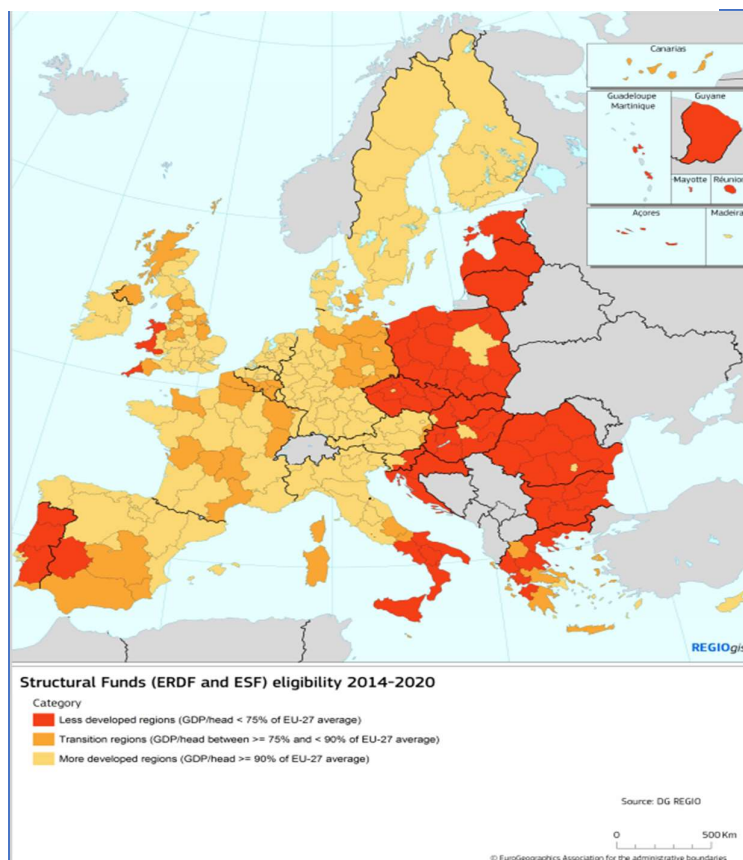 Canarias
Guadeloupe
Martinique
Guyane
Mayotte
Réunion
Açores
Madeira
REGIOgis
Structural Funds (ERDF and ESF) eligibility 2014-2020
Category
Less developed regions (GDP/head < 75% of EU-27 average)
Transition regions (GDP/head between >= 75% and < 90% of EU-27 average)
More developed regions (GDP/head >= 90% of EU-27 average)
Source: DG REGIO
0 500 Km
© EuroGeographics Association for the administrative boundaries